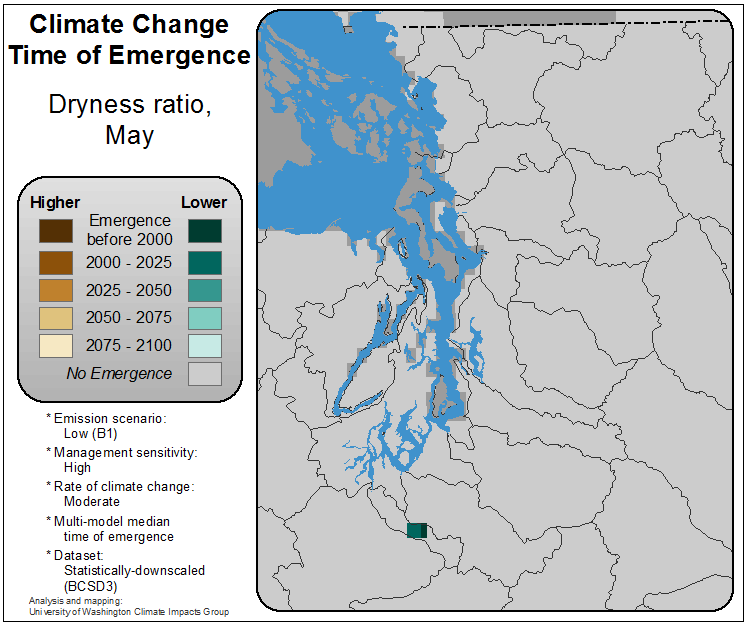 Climate Change
Time of Emergence
Dryness ratio,
May
Higher
Lower
Emergence
before 2000
2000 - 2025
2025 - 2050
2050 - 2075
2075 - 2100
No Emergence
* Emission scenario:
Low (B1)
* Management sensitivity:
High
* Rate of climate change:
Moderate
* Multi-model median
time of emergence
* Dataset:
Statistically-downscaled
(BCSD3)
Analysis and mapping:
University of Washington Climate Impacts Group